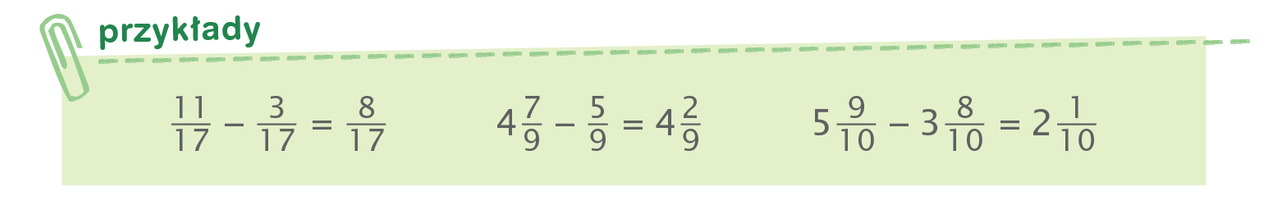 przykłady
11/17 − 3/17 = 8/17 4 7/9 − 5/9 = 4 2/9 5 9/10 − 3 8/10 = 2 1/10